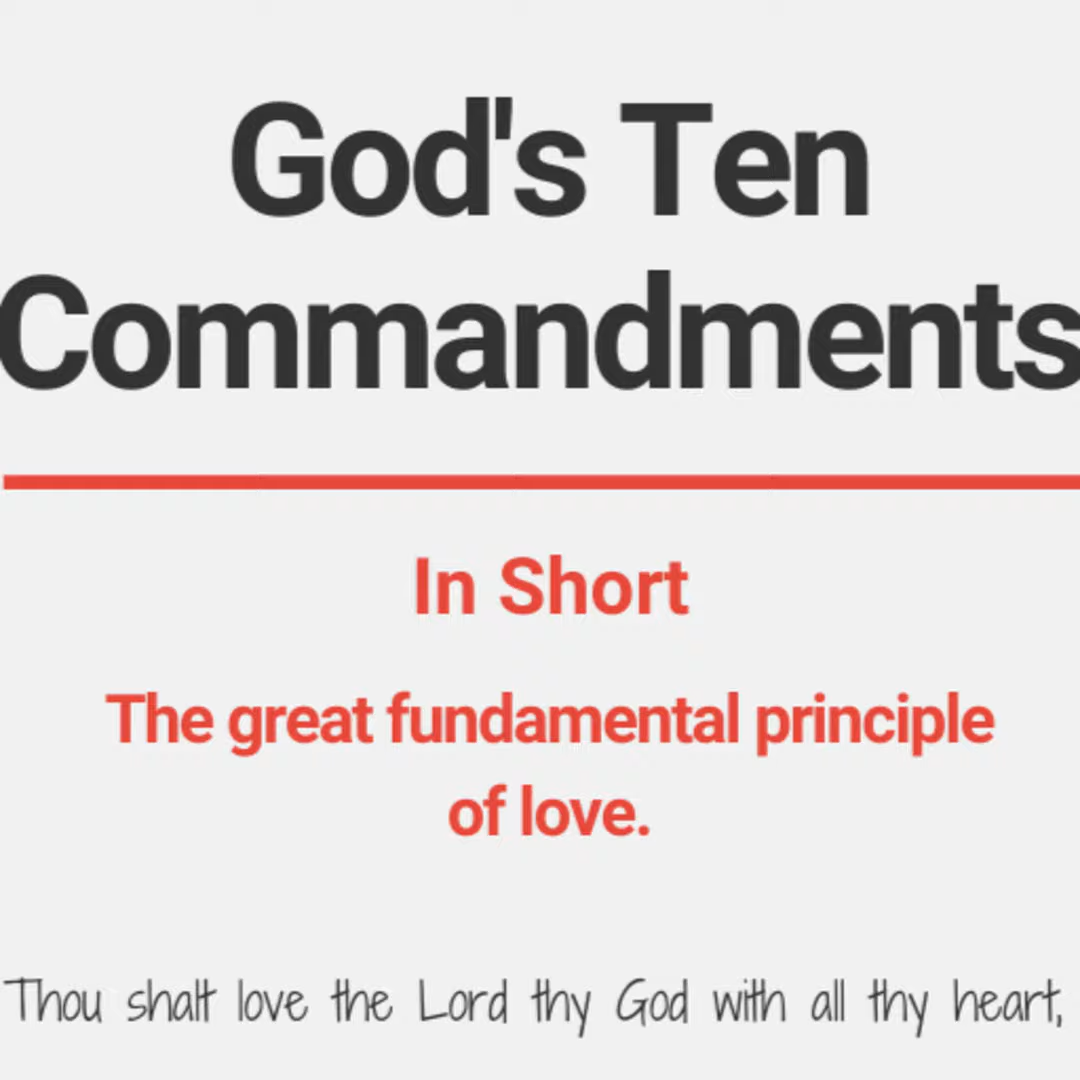 God's Ten
Commandments
In Short
The great fundamental principle
of love.
Thou shalt love the Lord thy God with all thy heart,